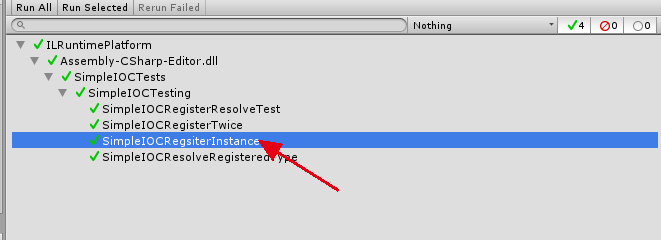 Run All Run Selected Rerun Failed
Nothing 4 0 0
ILRuntimePlatform
Assembly-CSharp-Editor.dll
SimpleIOCTests
SimpleIOCTesting
SimpleIOCRegisterResolveTest
SimpleIOCRegisterTwice
SimpleIOCRegsiterInstance
SimpleIOCResolveRegisteredType